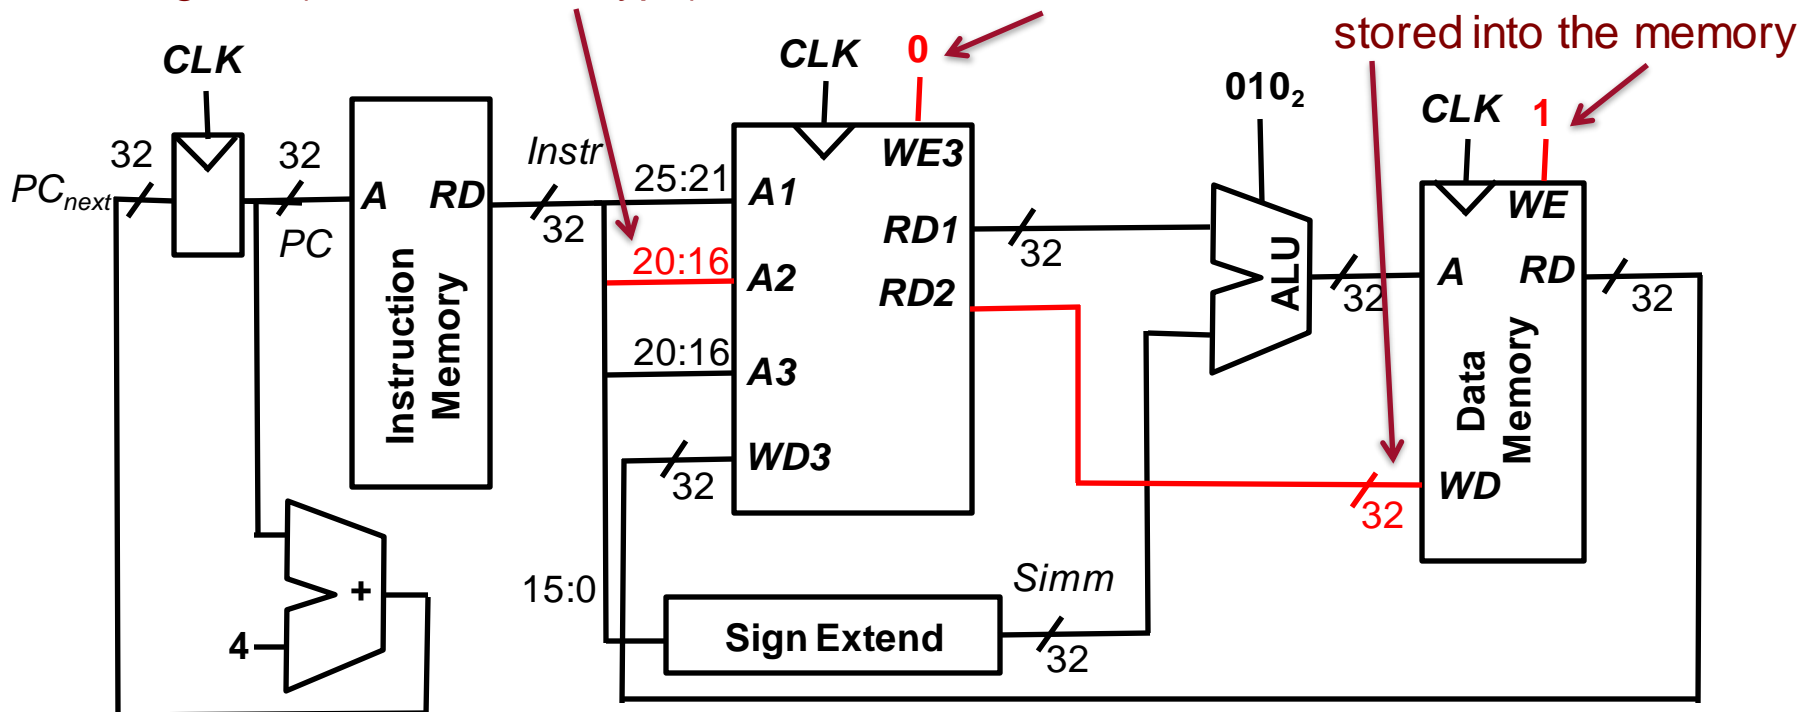 stored into the memory
CLK
CLK
0
010₂
CLK
1
32
32
Instr
25:21
WE3
WE
PCnext
A
RD
A1
PC
32
RD1
32
20:16
A2
RD2
ALU
A
RD
32
32
Instruction Memory
20:16
A3
Data Memory
WD3
32
WD
32
+
4
15:0
Simm
Sign Extend
32